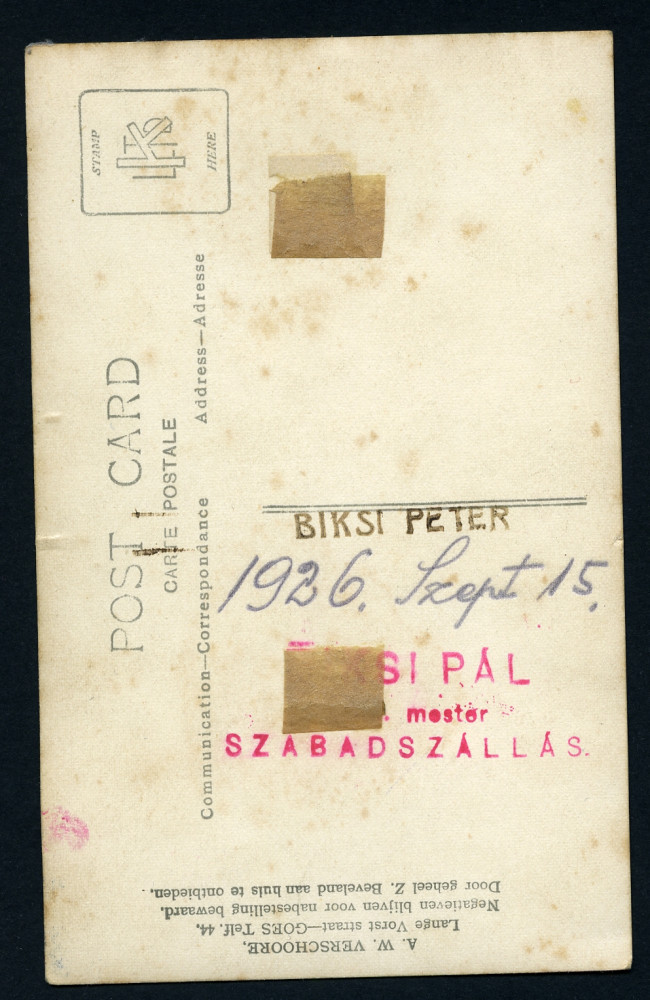 STAMP
HERE
POST CARD
CARTE POSTALE
Communication—Correspondance
Address—Adresse
BIKSI PETER
1926. Szept 15.
SI PÁL
mester
SZABADSZÁLLÁS.
A. W. VERSCHOORE,
Lange Vorst straat—GOES Telf. 44,
Negatieven blijven voor nabestelling bewaard.
Door geheel Z. Beveland aan huis te ontbieden.